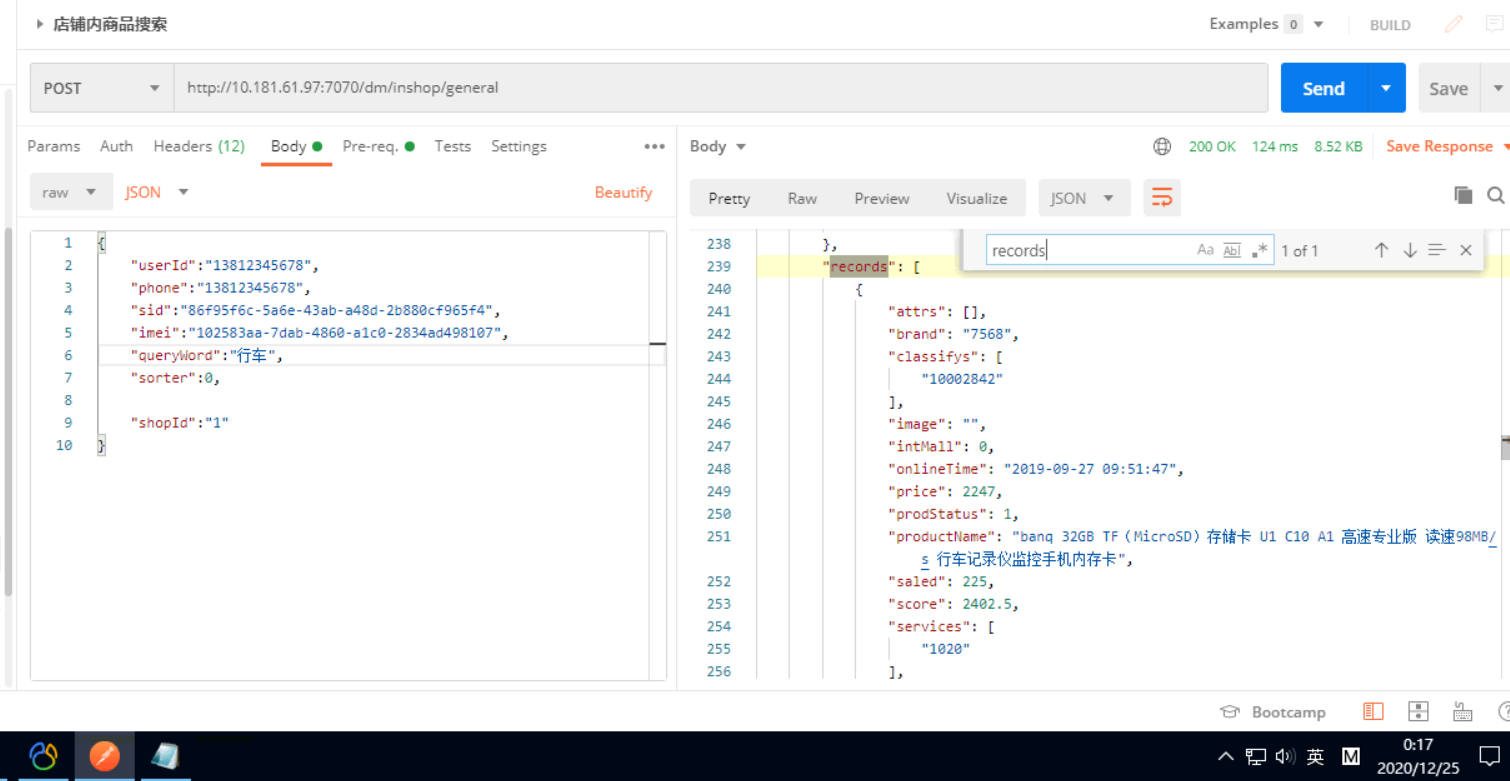 店铺内商品搜索
Examples 0
BUILD
POST
http://10.181.61.97:7070/dm/inshop/general
Send
Save
Params Auth Headers (12) Body Pre-req. Tests Settings
raw JSON Beautify
1 {
2 "userId":"13812345678",
3 "phone":"13812345678",
4 "sid":"86f95f6c-5a6e-43ab-a48d-2b880cf965f4",
5 "imei":"102583aa-7dab-4860-a1c0-2834ad498107",
6 "queryWord":"行车",
7 "sorter":0,
8
9 "shopId":"1"
10 }
Body 200 OK 124 ms 8.52 KB Save Response
Pretty Raw Preview Visualize JSON
records Aa Abl .* 1 of 1
238 },
239 "records": [
240 {
241 "attrs": [],
242 "brand": "7568",
243 "classifys": [
244 "10002842"
245 ],
246 "image": "",
247 "intMall": 0,
248 "onlineTime": "2019-09-27 09:51:47",
249 "price": 2247,
250 "prodStatus": 1,
251 "productName": "banq 32GB TF（MicroSD）存储卡 U1 C10 A1 高速专业版 读速98MB/
s 行车记录仪监控手机内存卡",
252 "saled": 225,
253 "score": 2402.5,
254 "services": [
255 "1020"
256 ],
Bootcamp
英 M
0:17
2020/12/25